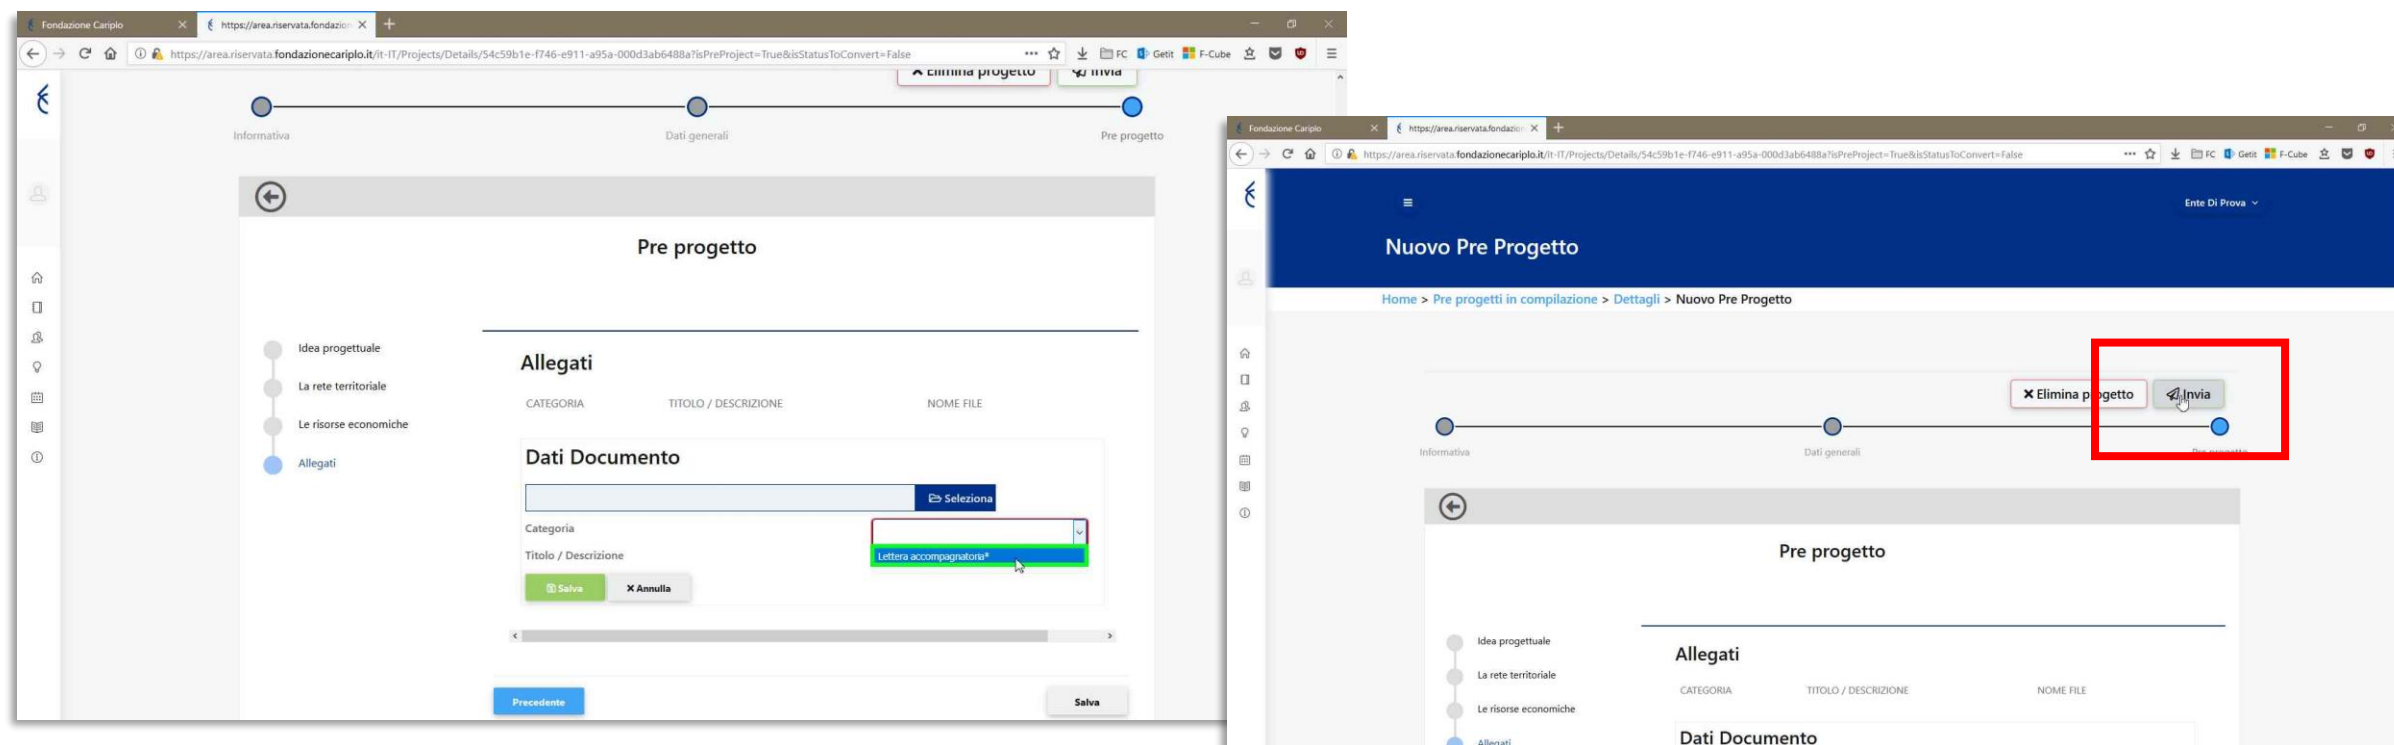 Fondazione Cariplo
https://area.riservata.fondazion
https://area.riservata.fondazionecariplo.it/it-IT/Projects/Details/54c59b1e-f746-e911-a95a-000d3ab6488a?isPreProject=True&isStatusToConvert=False
FC Getit F-Cube
Elimina progetto Invia
Informativa Dati generali Pre progetto
Pre progetto
Idea progettuale
La rete territoriale
Le risorse economiche
Allegati
Allegati
CATEGORIA TITOLO / DESCRIZIONE NOME FILE
Dati Documento
Seleziona
Categoria
Lettera accompagnatoria*
Titolo / Descrizione
Salva Annulla
Precedente Salva
Fondazione Cariplo
https://area.riservata.fondazion
https://area.riservata.fondazionecariplo.it/it-IT/Projects/Details/54c59b1e-f746-e911-a95a-000d3ab6488a?isPreProject=True&isStatusToConvert=False
FC Getit F-Cube
Ente Di Prova
Nuovo Pre Progetto
Home > Pre progetti in compilazione > Dettagli > Nuovo Pre Progetto
Elimina progetto Invia
Informativa Dati generali Pre progetto
Pre progetto
Idea progettuale
La rete territoriale
Le risorse economiche
Allegati
Allegati
CATEGORIA TITOLO / DESCRIZIONE NOME FILE
Dati Documento